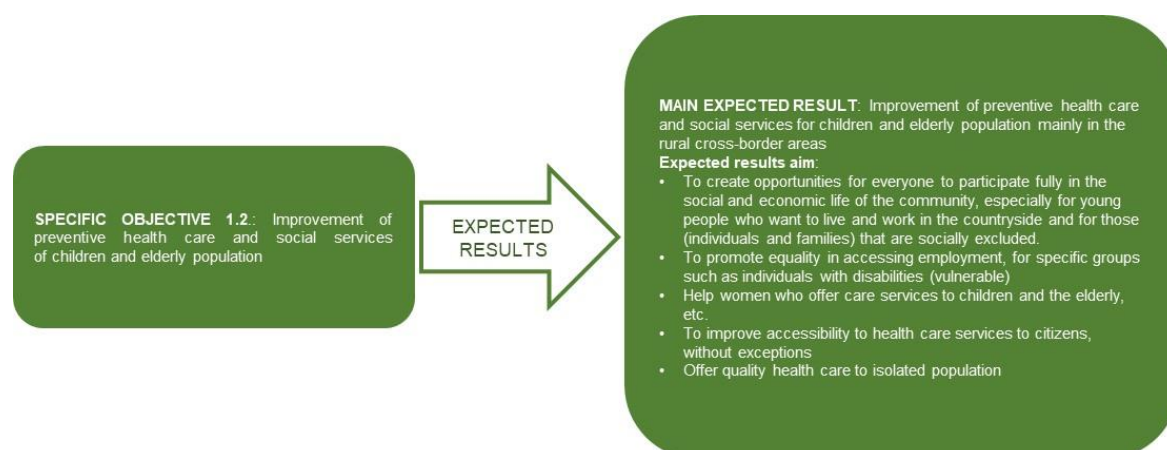 SPECIFIC OBJECTIVE 1.2.: Improvement of
preventive health care and social services
of children and elderly population
EXPECTED
RESULTS
MAIN EXPECTED RESULT: Improvement of preventive health care
and social services for children and elderly population mainly in the
rural cross-border areas
Expected results aim:
• To create opportunities for everyone to participate fully in the
social and economic life of the community, especially for young
people who want to live and work in the countryside and for those
(individuals and families) that are socially excluded.
• To promote equality in accessing employment, for specific groups
such as individuals with disabilities (vulnerable)
• Help women who offer care services to children and the elderly,
etc.
• To improve accessibility to health care services to citizens,
without exceptions
• Offer quality health care to isolated population